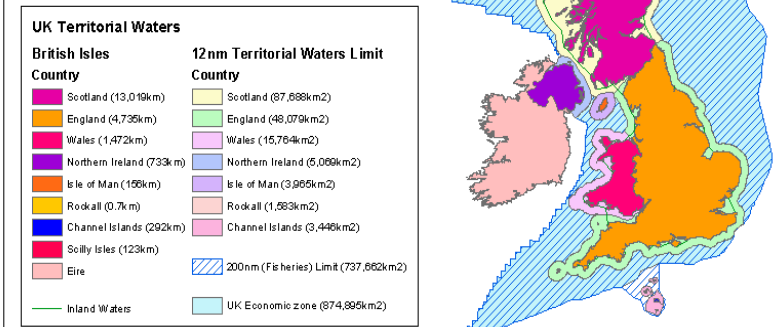 UK Territorial Waters
British Isles
Country
Scotland (13,019km)
England (4,735km)
Wales (1,472km)
Northern Ireland (733km)
Isle of Man (156km)
Rockall (0.7km)
Channel Islands (292km)
Scilly Isles (123km)
Eire
Inland Waters
12nm Territorial Waters Limit
Country
Scotland (87,688km2)
England (48,079km2)
Wales (15,764km2)
Northern Ireland (5,069km2)
Isle of Man (3,965km2)
Rockall (1,583km2)
Channel Islands (3,446km2)
200nm (Fisheries) Limit (737,662km2)
UK Economic zone (874,895km2)